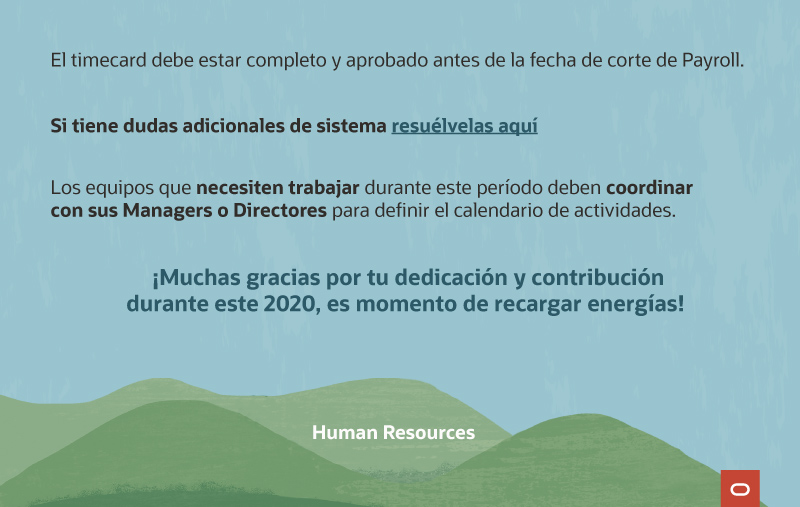 El timecard debe estar completo y aprobado antes de la fecha de corte de Payroll.
Si tiene dudas adicionales de sistema resuélvelas aquí
Los equipos que necesiten trabajar durante este período deben coordinar
con sus Managers o Directores para definir el calendario de actividades.
¡Muchas gracias por tu dedicación y contribución
durante este 2020, es momento de recargar energías!
Human Resources